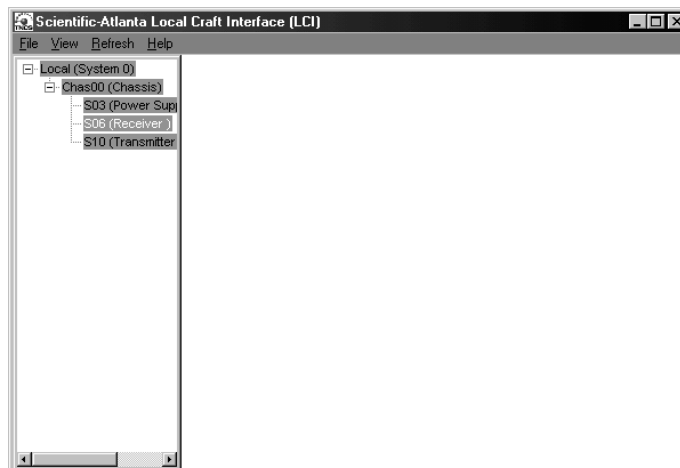 Scientific-Atlanta Local Craft Interface (LCI)
File View Refresh Help
Local (System 0)
Chas00 (Chassis)
S03 (Power Sup
S06 (Receiver )
S10 (Transmitter